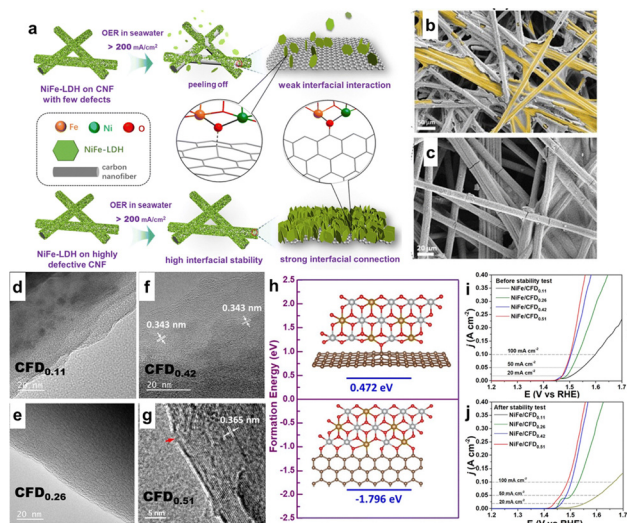 a
OER in seawater
> 200 mA/cm²
NiFe-LDH on CNF
with few defects
peeling off
weak interfacial interaction
Fe
Ni
O
NiFe-LDH
carbon
nanofiber
OER in seawater
> 200 mA/cm²
NiFe-LDH on highly
defective CNF
high interfacial stability
strong interfacial connection
b
c
20 μm
d
CFD0.11
20 nm
f
0.343 nm
0.343 nm
CFD0.42
20 nm
e
CFD0.26
20 nm
g
0.365 nm
CFD0.51
5 nm
h
Formation Energy (eV)
2.5
2.0
1.5
1.0
0.5
0.0
-0.5
-1.0
-1.5
-2.0
-2.5
0.472 eV
-1.796 eV
i
Before stability test
NiFe/CFD0.11
NiFe/CFD0.26
NiFe/CFD0.42
NiFe/CFD0.51
100 mA cm⁻²
50 mA cm⁻²
20 mA cm⁻²
j (A cm⁻²)
0.40
0.35
0.30
0.25
0.20
0.15
0.10
0.05
0.00
1.2 1.3 1.4 1.5 1.6 1.7
E (V vs RHE)
j
After stability test
NiFe/CFD0.11
NiFe/CFD0.26
NiFe/CFD0.42
NiFe/CFD0.51
100 mA cm⁻²
50 mA cm⁻²
20 mA cm⁻²
j (A cm⁻²)
0.40
0.35
0.30
0.25
0.20
0.15
0.10
0.05
0.00
1.2 1.3 1.4 1.5 1.6 1.7
E (V vs RHE)